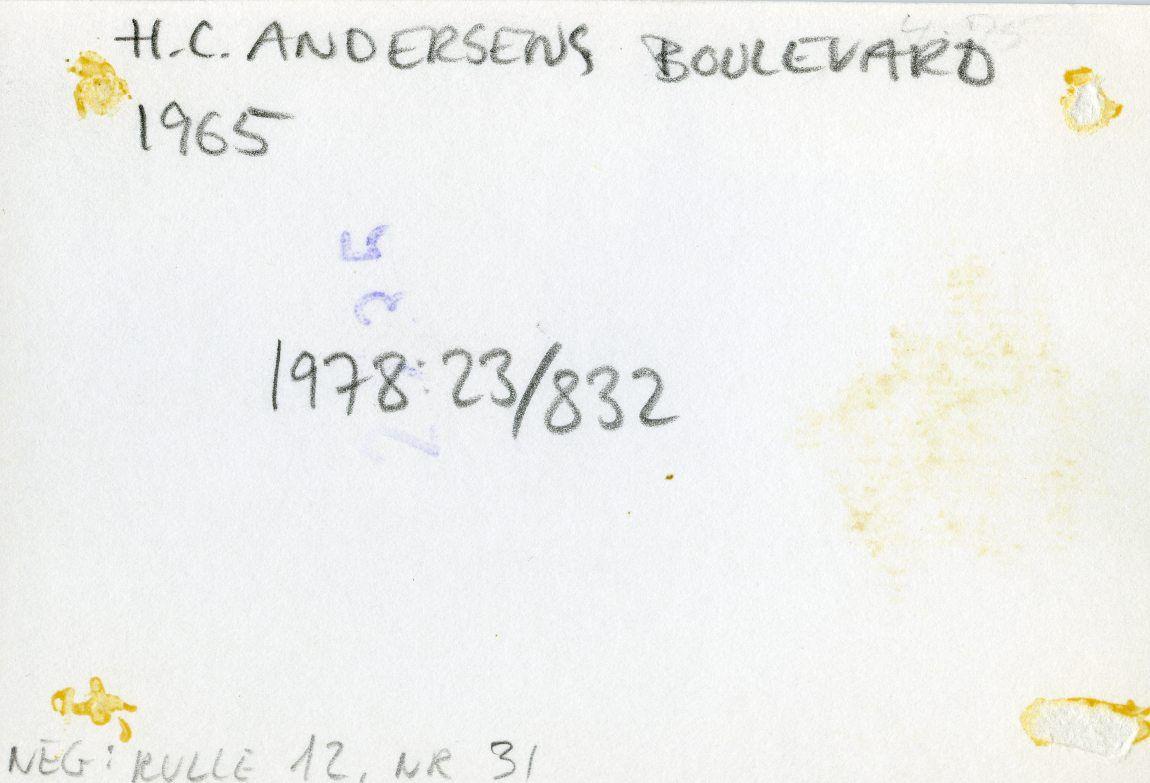 H.C. ANDERSENS BOULEVARD
1965
1978:23/832
NEG: RULLE 12, NR 31